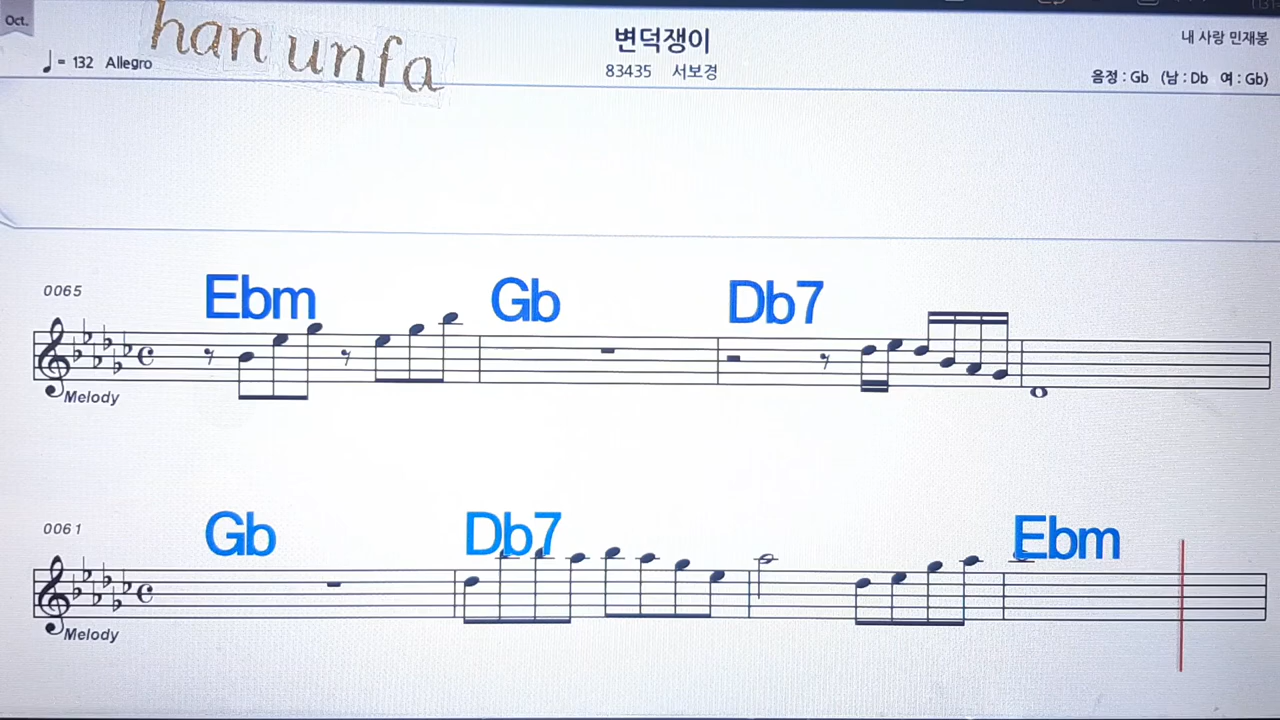 Oct.
han unfa
♩ = 132 Allegro
변덕쟁이
83435 서보경
내 사랑 민재봉
음정 : Gb (남 : Db 여 : Gb)
0065
Ebm Gb Db7
Melody
0061
Gb Db7 Ebm
Melody